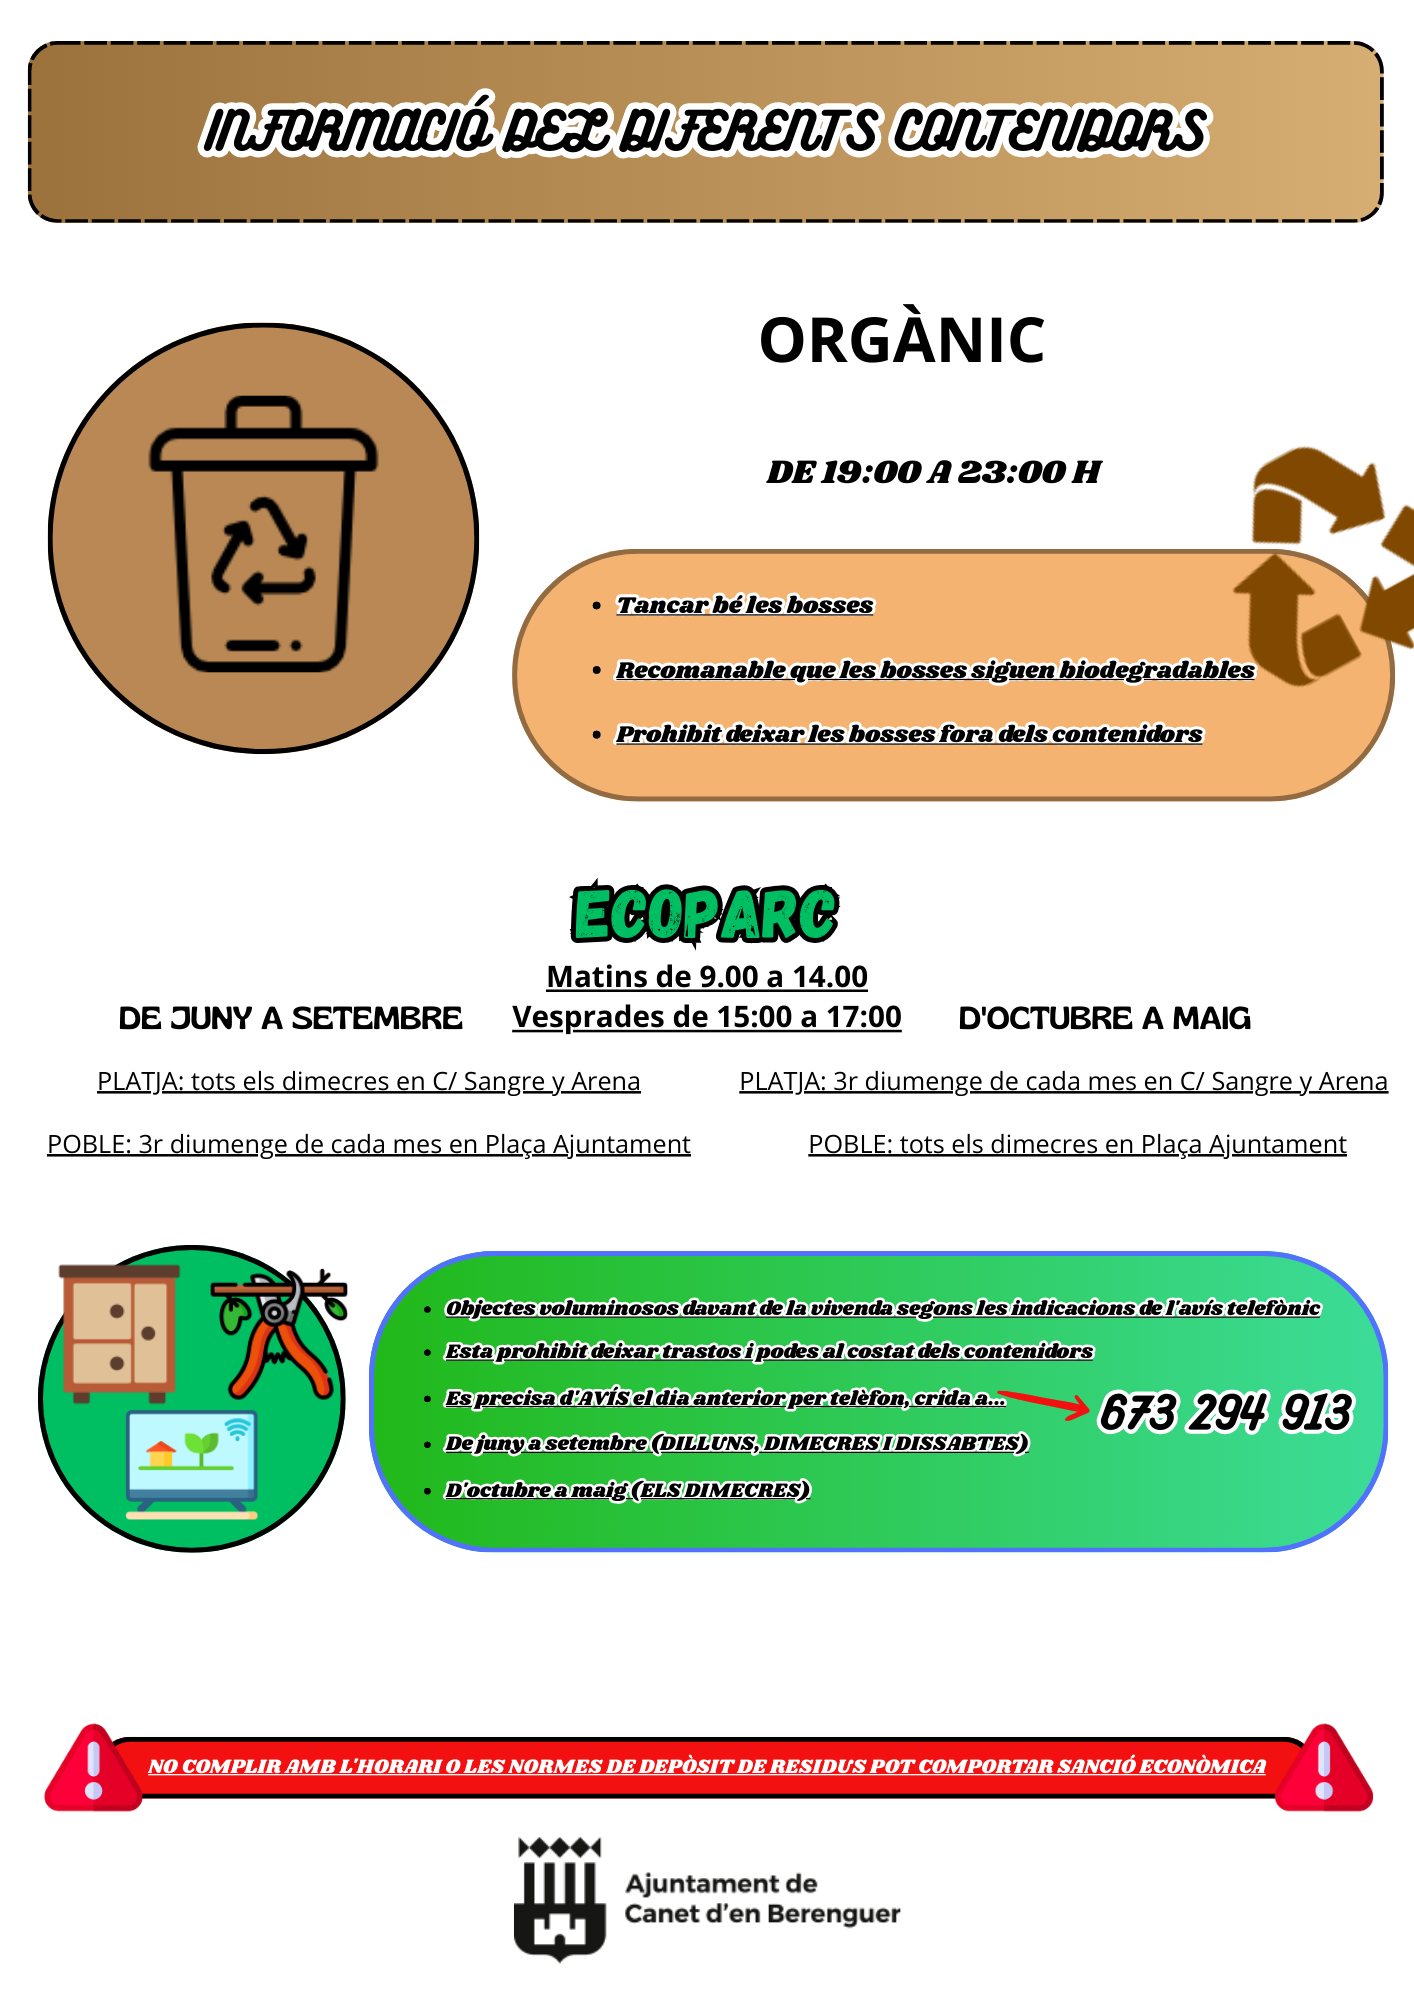 INFORMACIÓ DELS DIFERENTS CONTENIDORS
ORGÀNIC
DE 19:00 A 23:00 H
Tancar bé les bosses
Recomanable que les bosses siguen biodegradables
Prohibit deixar les bosses fora dels contenidors
ECOPARC
Matins de 9.00 a 14.00
Vesprades de 15:00 a 17:00
DE JUNY A SETEMBRE
PLATJA: tots els dimecres en C/ Sangre y Arena
POBLE: 3r diumenge de cada mes en Plaça Ajuntament
D'OCTUBRE A MAIG
PLATJA: 3r diumenge de cada mes en C/ Sangre y Arena
POBLE: tots els dimecres en Plaça Ajuntament
Objectes voluminosos davant de la vivenda segons les indicacions de l'avís telefònic
Esta prohibit deixar trastos i podes al costat dels contenidors
Es precisa d'AVÍS el dia anterior per telèfon, crida a...
673 294 913
De juny a setembre (DILLUNS, DIMECRES I DISSABTES)
D'octubre a maig (ELS DIMECRES)
NO COMPLIR AMB L'HORARI O LES NORMES DE DEPÒSIT DE RESIDUS POT COMPORTAR SANCIÓ ECONÒMICA
Ajuntament de
Canet d'en Berenguer